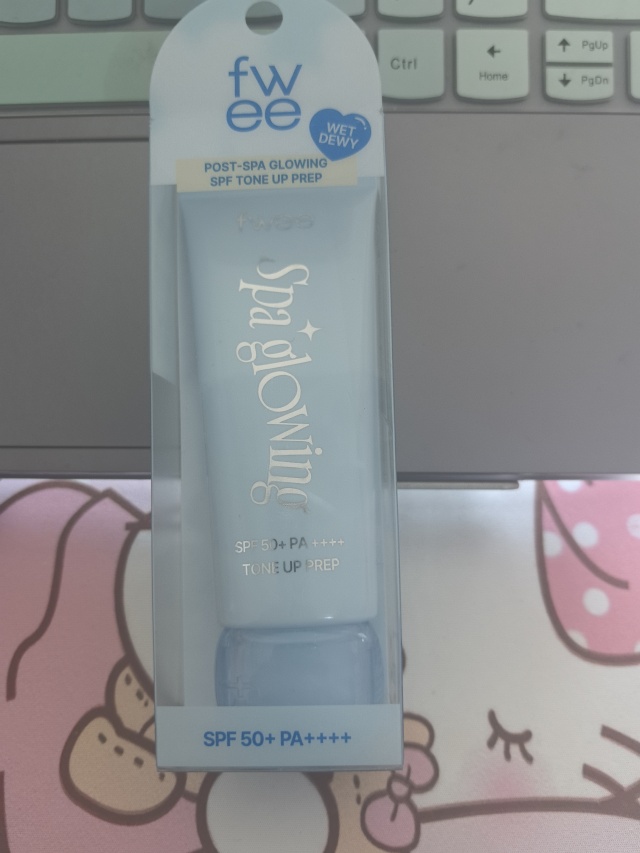 Ctrl
←
Home
↑ PgUp
↓ PgDn
fw
ee
WET
DEWY
POST-SPA GLOWING
SPF TONE UP PREP
fwee
Spa glowing
SPF 50+ PA ++++
TONE UP PREP
SPF 50+ PA++++